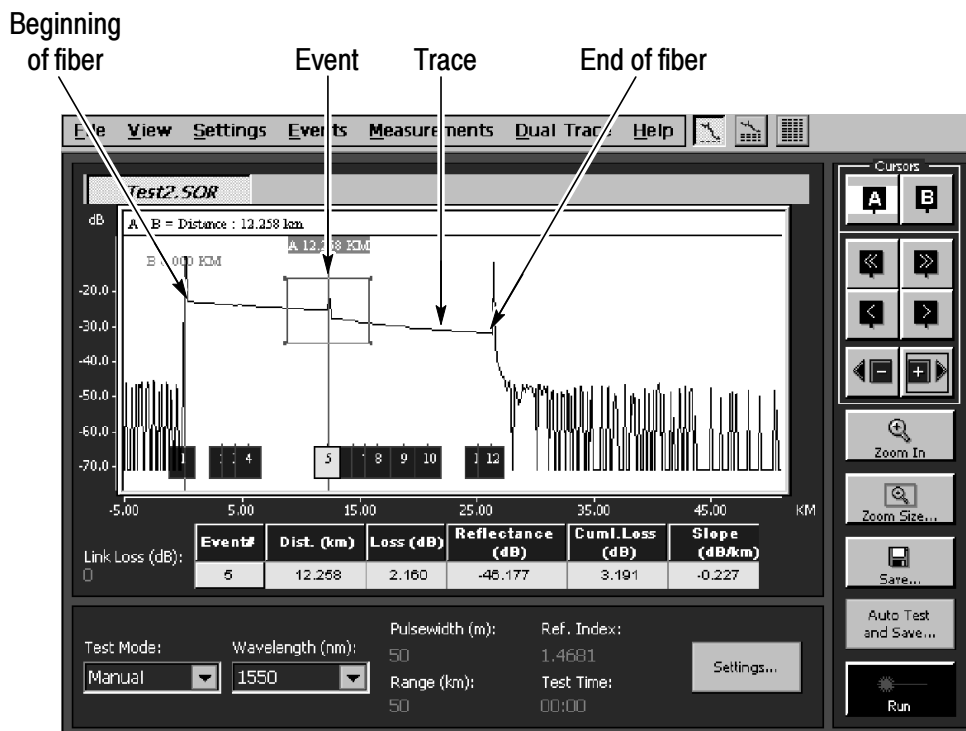 Beginning
of fiber
Event
Trace
End of fiber
File View Settings Events Measurements Dual Trace Help
Cursors
Test2.SOR
A B
dB
A B = Distance : 12.258 km
A 12.258 KM
KM
-20.0
-30.0
-40.0
-50.0
-60.0
-70.0
4 5 8 9 10 12
-5.00 5.00 15.00 25.00 35.00 45.00 KM
Zoom In
Zoom Size...
Save...
Auto Test
and Save...
Run
Link Loss (dB):
0
Event# Dist. (km) Loss (dB) Reflectance (dB) Cuml.Loss (dB) Slope (dB/km)
5 12.258 2.160 3.191 -0.227
Test Mode:
Manual
Wavelength (nm):
1550
Pulsewidth (m):
50
Range (km):
50
Ref. Index:
1.4681
Test Time:
00:00
Settings...